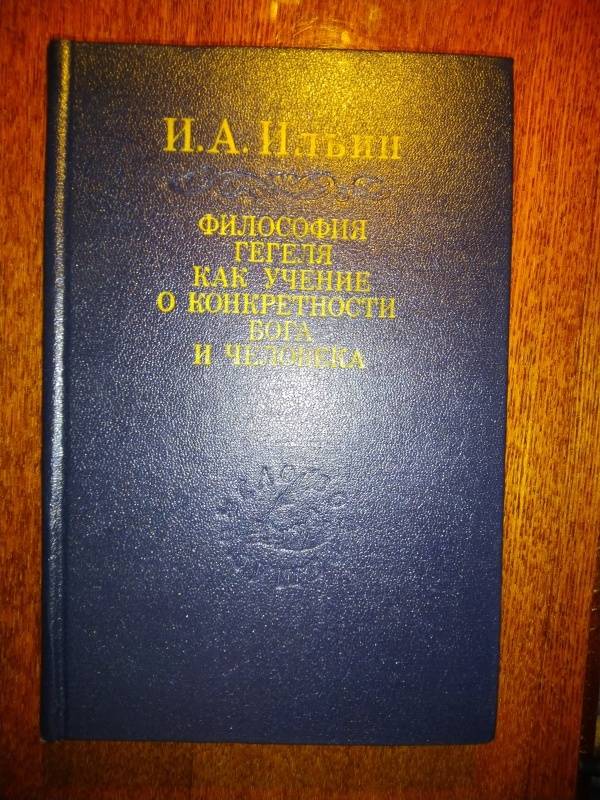 И. А. Ильин
ФИЛОСОФИЯ
ГЕГЕЛЯ
КАК УЧЕНИЕ
О КОНКРЕТНОСТИ
БОГА
И ЧЕЛОВЕКА